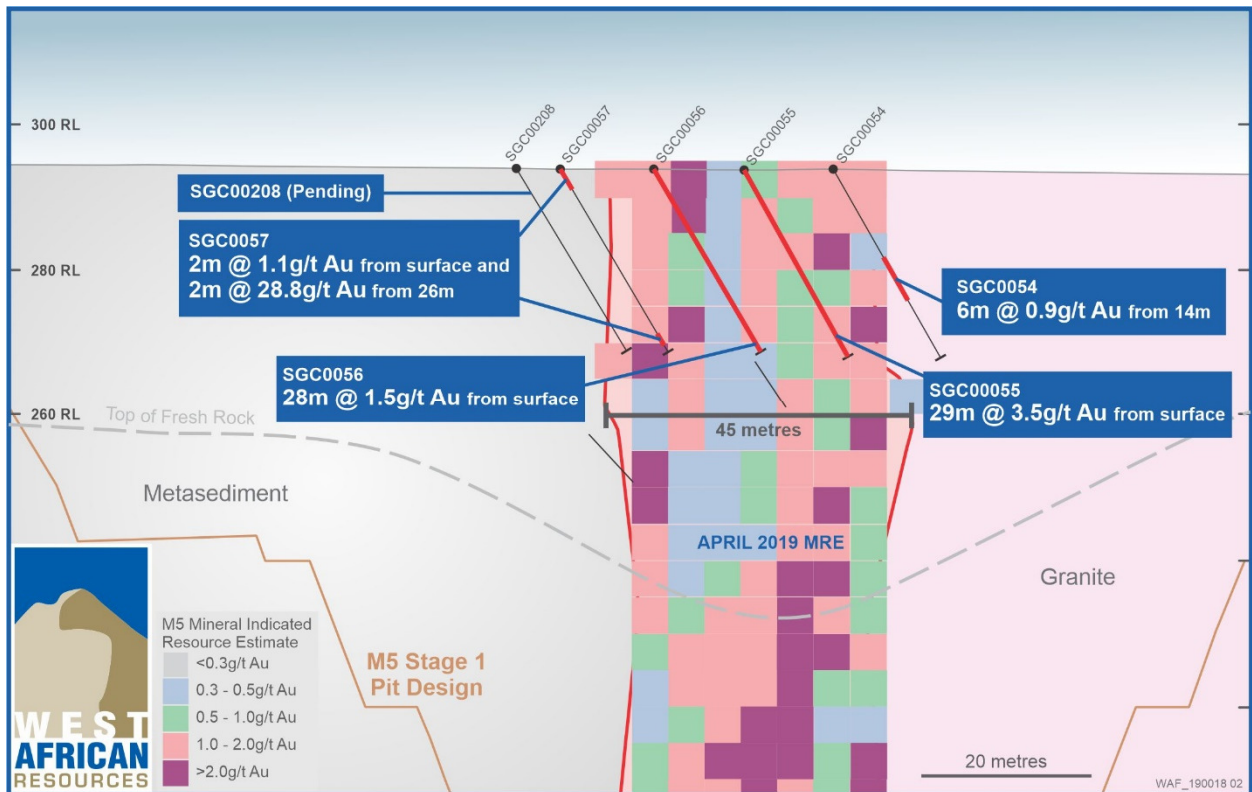 300 RL
280 RL
260 RL
SGC00208
SGC00057
SGC00056
SGC00055
SGC00054
SGC00208 (Pending)
SGC0057
2m @ 1.1g/t Au from surface and
2m @ 28.8g/t Au from 26m
SGC0056
28m @ 1.5g/t Au from surface
SGC0054
6m @ 0.9g/t Au from 14m
SGC00055
29m @ 3.5g/t Au from surface
45 metres
Top of Fresh Rock
Metasediment
APRIL 2019 MRE
Granite
M5 Stage 1
Pit Design
M5 Mineral Indicated
Resource Estimate
<0.3g/t Au
0.3 - 0.5g/t Au
0.5 - 1.0g/t Au
1.0 - 2.0g/t Au
>2.0g/t Au
WEST
AFRICAN
RESOURCES
20 metres
WAF_190018 02